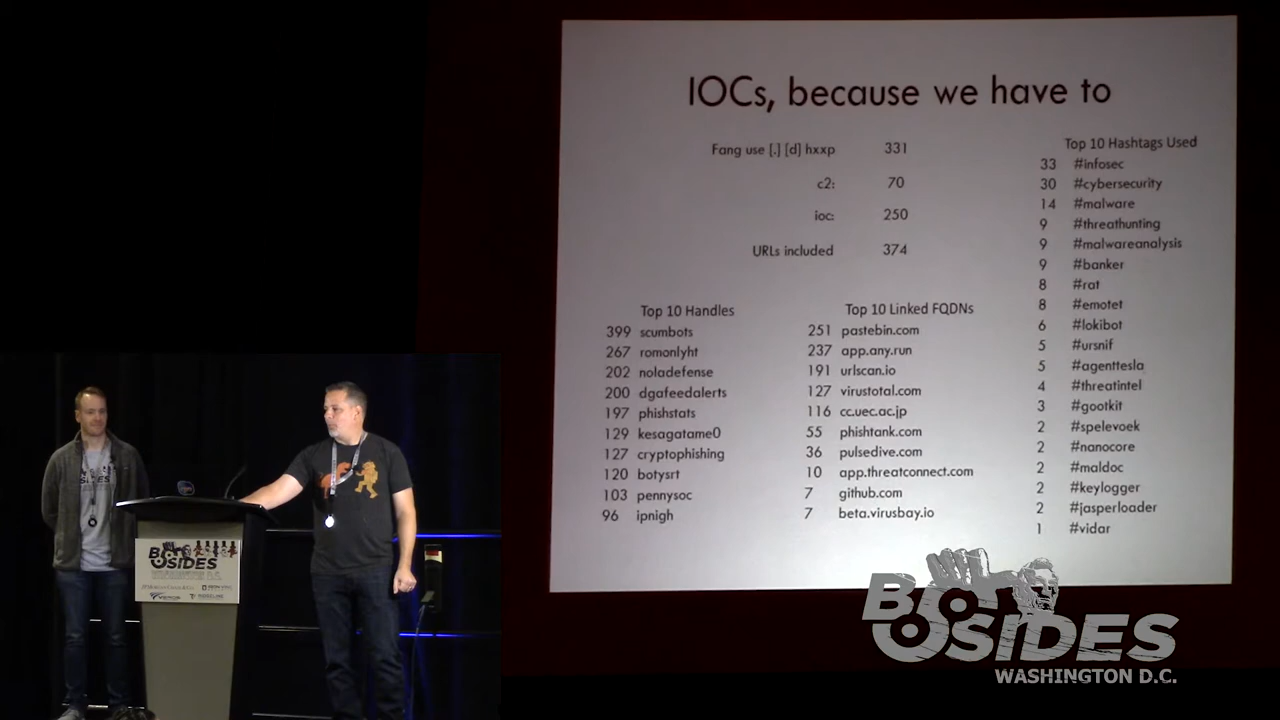 IOCs, because we have to
Fang use [.] [d] hxxp 331
c2: 70
ioc: 250
URLs included 374
Top 10 Handles
399 scumbots
267 romonlyht
202 noladefense
200 dgafeedalerts
197 phishstats
129 kesagatame0
127 cryptophishing
120 botysrt
103 pennysoc
96 ipnigh
Top 10 Linked FQDNs
251 pastebin.com
237 app.any.run
191 urlscan.io
127 virustotal.com
116 cc.uec.ac.jp
55 phishtank.com
36 pulsedive.com
10 app.threatconnect.com
7 github.com
7 beta.virusbay.io
Top 10 Hashtags Used
33 #infosec
30 #cybersecurity
14 #malware
9 #threathunting
9 #malwareanalysis
9 #banker
8 #rat
8 #emotet
6 #lokibot
5 #ursnif
5 #agenttesla
4 #threatintel
3 #gootkit
2 #spelevoek
2 #nanocore
2 #maldoc
2 #keylogger
2 #jasperloader
1 #vidar
BSIDES
BSIDES
WASHINGTON D.C.